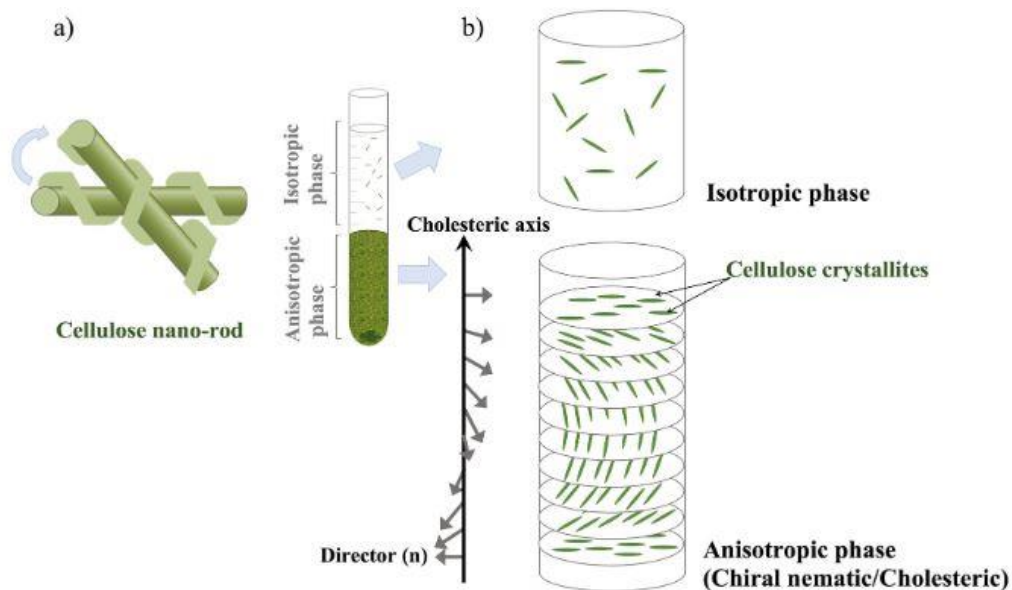 a)
b)
Isotropic
phase
Isotropic phase
Cholesteric axis
Cellulose crystallites
Anisotropic
phase
Cellulose nano-rod
Director (n)
Anisotropic phase
(Chiral nematic/Cholesteric)